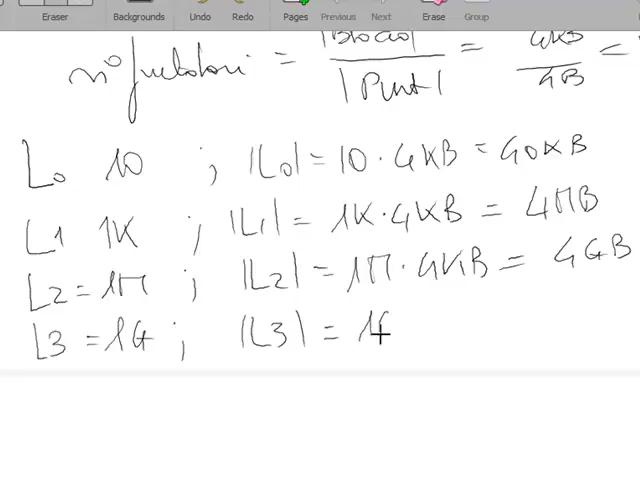 Eraser Backgrounds Undo Redo Pages Previous Next Erase Group
n° puntatori = |Blocco| / |Punt| = 4KB / 4B =
L0 10 ; |L0| = 10 · 4KB = 40KB
L1 1K ; |L1| = 1K · 4KB = 4MB
L2 = 1M ; |L2| = 1M · 4KB = 4GB
L3 = 1G ; |L3| = 1G